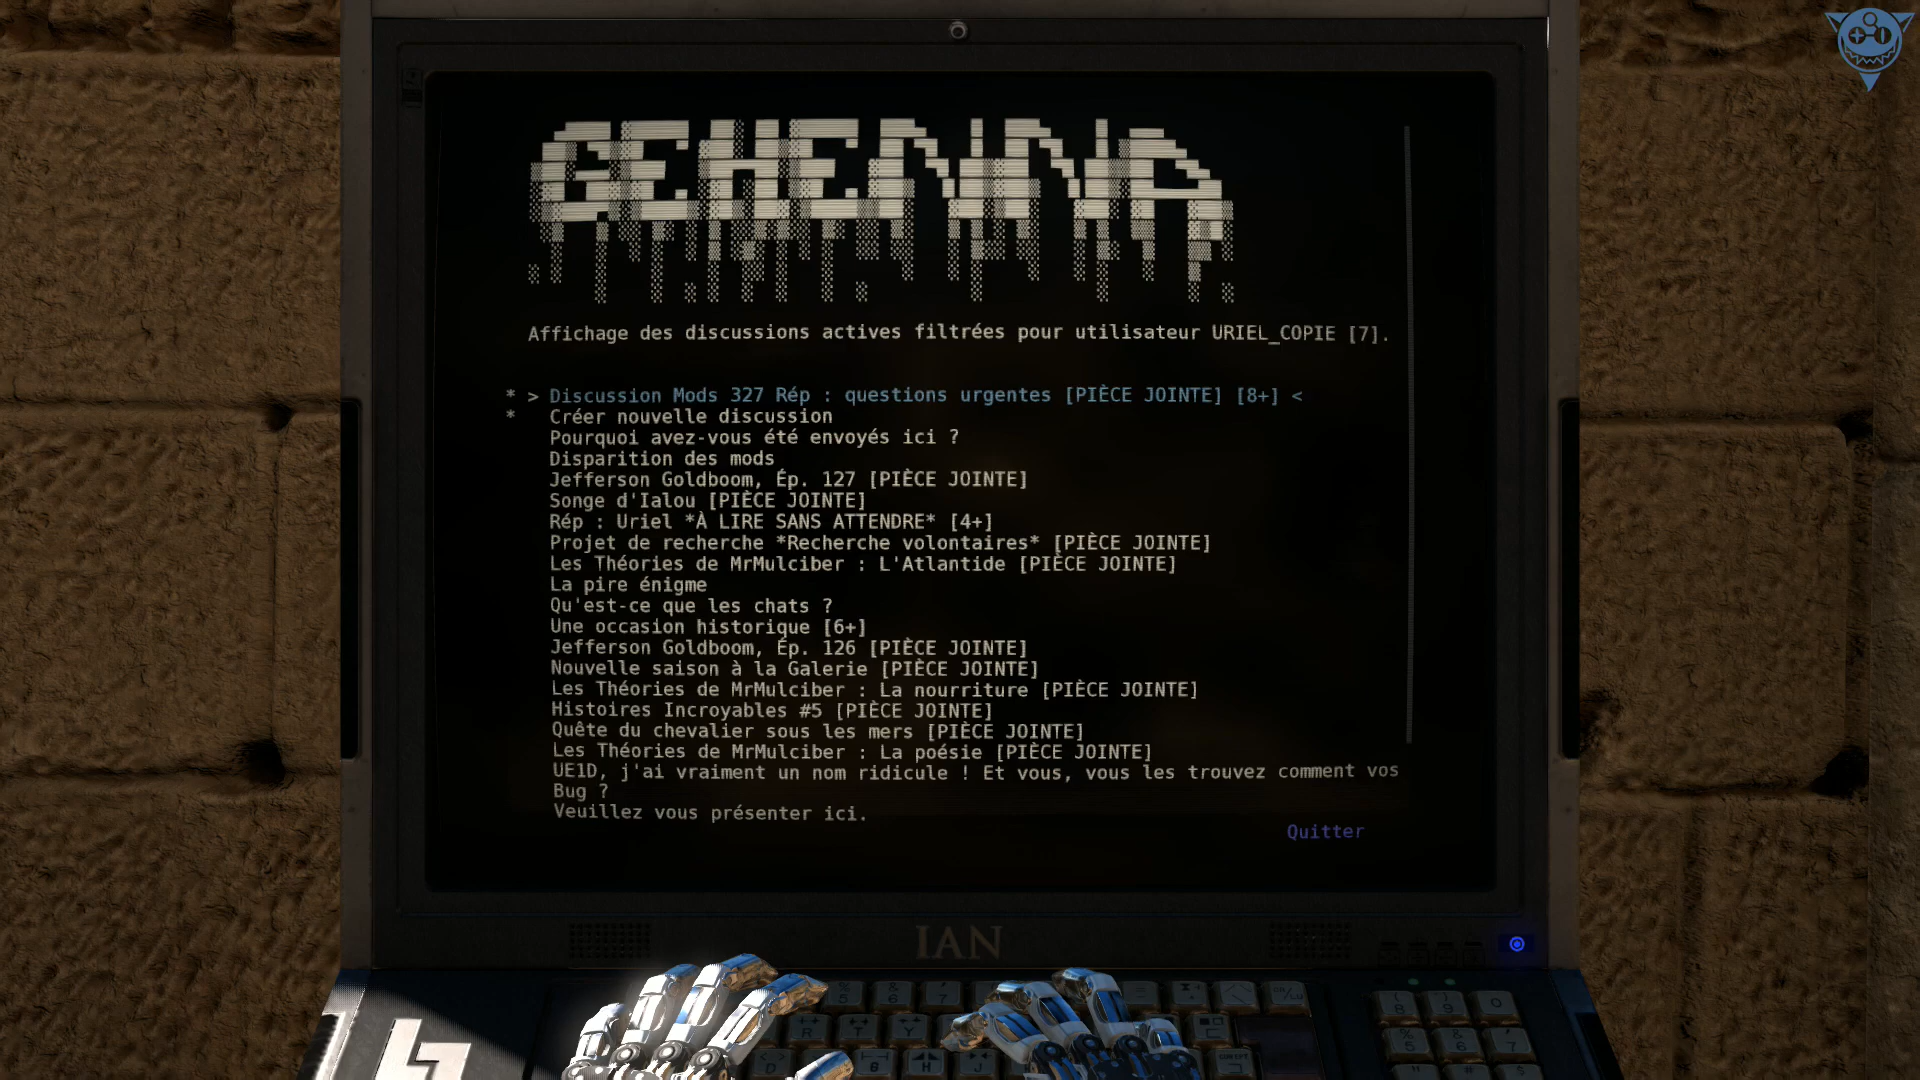 GEHENNA
Affichage des discussions actives filtrées pour utilisateur URIEL_COPIE [7].
* > Discussion Mods 327 Rép : questions urgentes [PIÈCE JOINTE] [8+] <
* Créer nouvelle discussion
Pourquoi avez-vous été envoyés ici ?
Disparition des mods
Jefferson Goldboom, Ép. 127 [PIÈCE JOINTE]
Songe d'Ialou [PIÈCE JOINTE]
Rép : Uriel *À LIRE SANS ATTENDRE* [4+]
Projet de recherche *Recherche volontaires* [PIÈCE JOINTE]
Les Théories de MrMulciber : L'Atlantide [PIÈCE JOINTE]
La pire énigme
Qu'est-ce que les chats ?
Une occasion historique [6+]
Jefferson Goldboom, Ép. 126 [PIÈCE JOINTE]
Nouvelle saison à la Galerie [PIÈCE JOINTE]
Les Théories de MrMulciber : La nourriture [PIÈCE JOINTE]
Histoires Incroyables #5 [PIÈCE JOINTE]
Quête du chevalier sous les mers [PIÈCE JOINTE]
Les Théories de MrMulciber : La poésie [PIÈCE JOINTE]
UE1D, j'ai vraiment un nom ridicule ! Et vous, vous les trouvez comment vos
Bug ?
Veuillez vous présenter ici.
Quitter
IAN